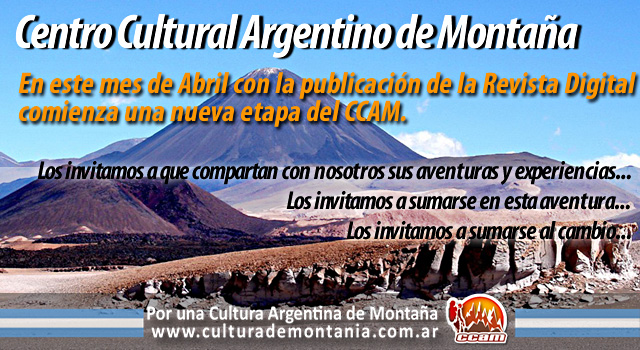 Centro Cultural Argentino de Montaña
En este mes de Abril con la publicación de la Revista Digital
comienza una nueva etapa del CCAM.
Los invitamos a que compartan con nosotros sus aventuras y experiencias...
Los invitamos a sumarse en esta aventura...
Los invitamos a sumarse al cambio...
Por una Cultura Argentina de Montaña
www.culturademontania.com.ar
ccam